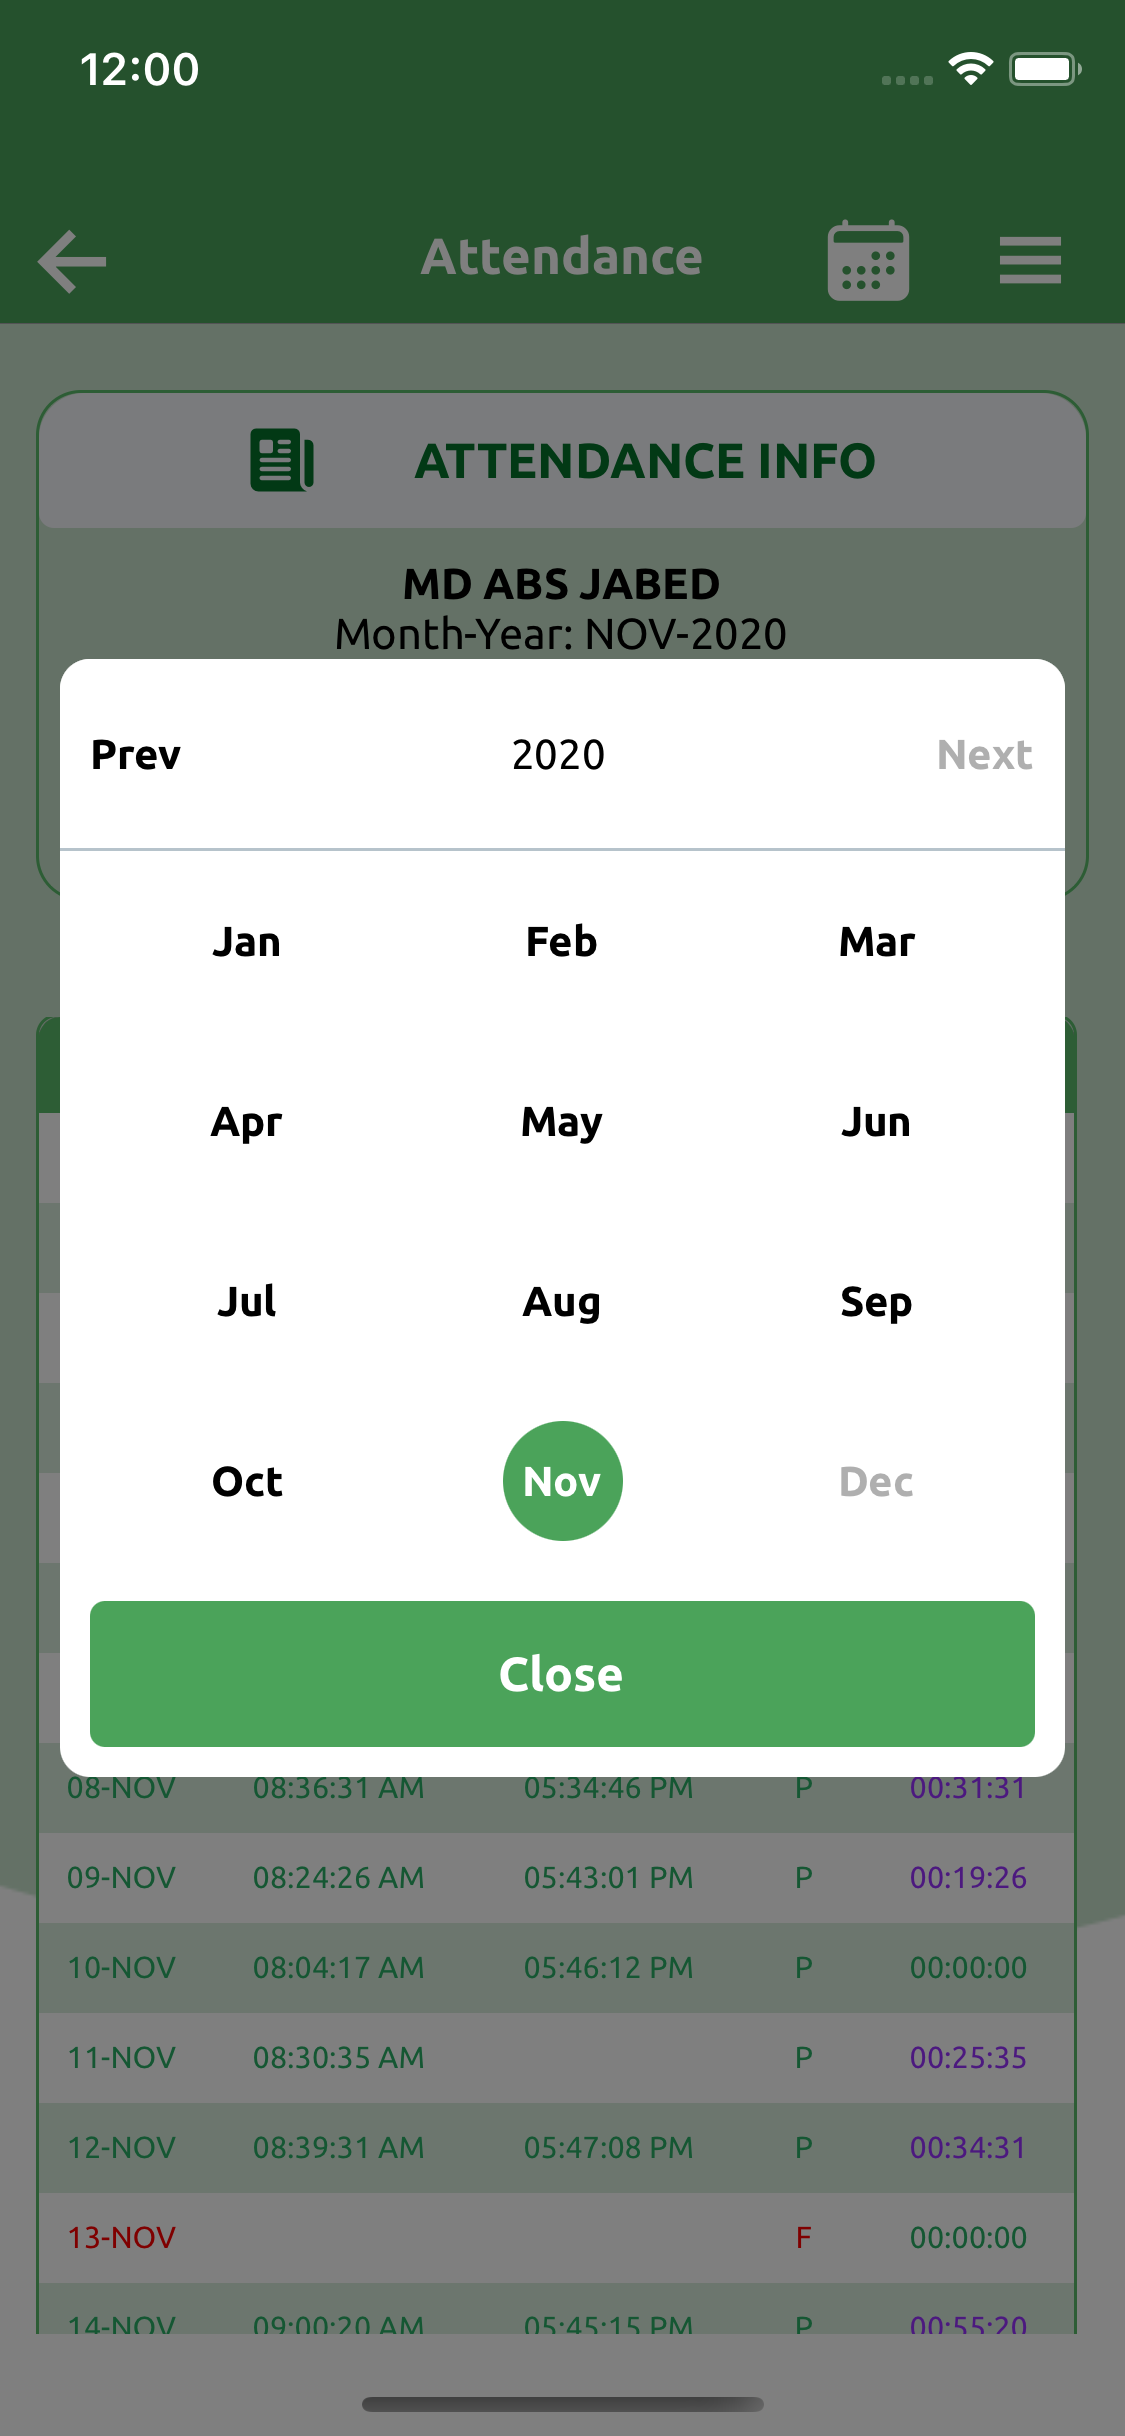 12:00
Attendance
ATTENDANCE INFO
MD ABS JABED
Month-Year: NOV-2020
Prev 2020 Next
Jan Feb Mar
Apr May Jun
Jul Aug Sep
Oct Nov Dec
Close
08-NOV 08:36:31 AM 05:34:46 PM P 00:31:31
09-NOV 08:24:26 AM 05:43:01 PM P 00:19:26
10-NOV 08:04:17 AM 05:46:12 PM P 00:00:00
11-NOV 08:30:35 AM P 00:25:35
12-NOV 08:39:31 AM 05:47:08 PM P 00:34:31
13-NOV F 00:00:00
14-NOV 09:00:20 AM 05:45:15 PM P 00:55:20